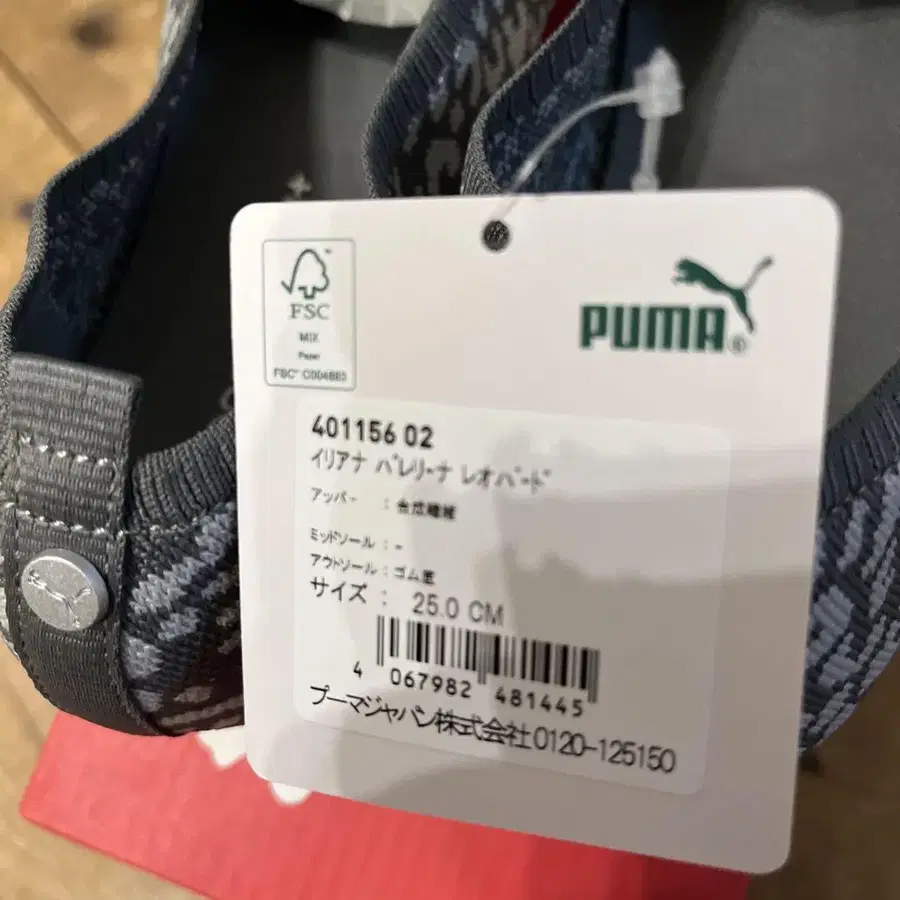 FSC
MIX
Paper
FSC® C004883
PUMA®
401156 02
イリアナ バレリーナ レオパード
アッパー : 合成繊維
ミッドソール : -
アウトソール : ゴム底
サイズ : 25.0 CM
4 067982 481445
プーマジャパン株式会社 0120-125150